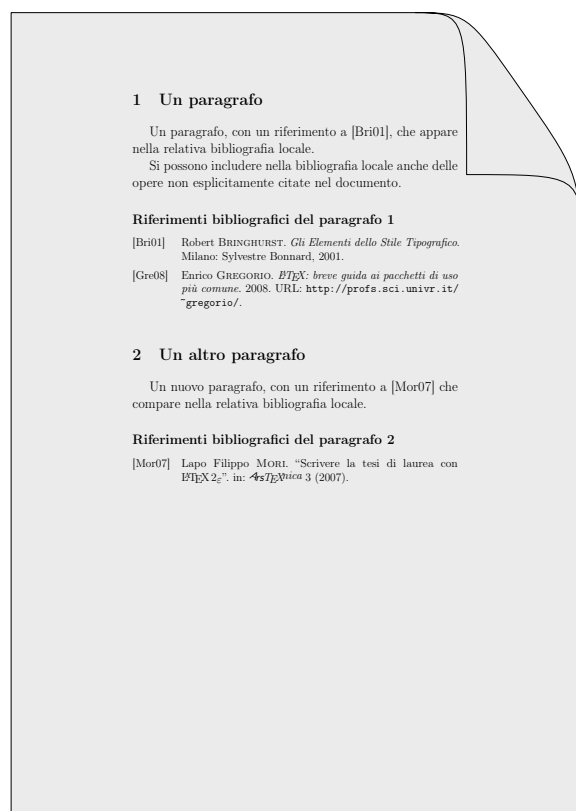 1 Un paragrafo
Un paragrafo, con un riferimento a [Bri01], che appare
nella relativa bibliografia locale.
Si possono includere nella bibliografia locale anche delle
opere non esplicitamente citate nel documento.
Riferimenti bibliografici del paragrafo 1
[Bri01] Robert BRINGHURST. Gli Elementi dello Stile Tipografico.
Milano: Sylvestre Bonnard, 2001.
[Gre08] Enrico GREGORIO. LATEX: breve guida ai pacchetti di uso
più comune. 2008. URL: http://profs.sci.univr.it/
~gregorio/.
2 Un altro paragrafo
Un nuovo paragrafo, con un riferimento a [Mor07] che
compare nella relativa bibliografia locale.
Riferimenti bibliografici del paragrafo 2
[Mor07] Lapo Filippo MORI. “Scrivere la tesi di laurea con
LATEX 2ε”. in: ArsTEXnica 3 (2007).